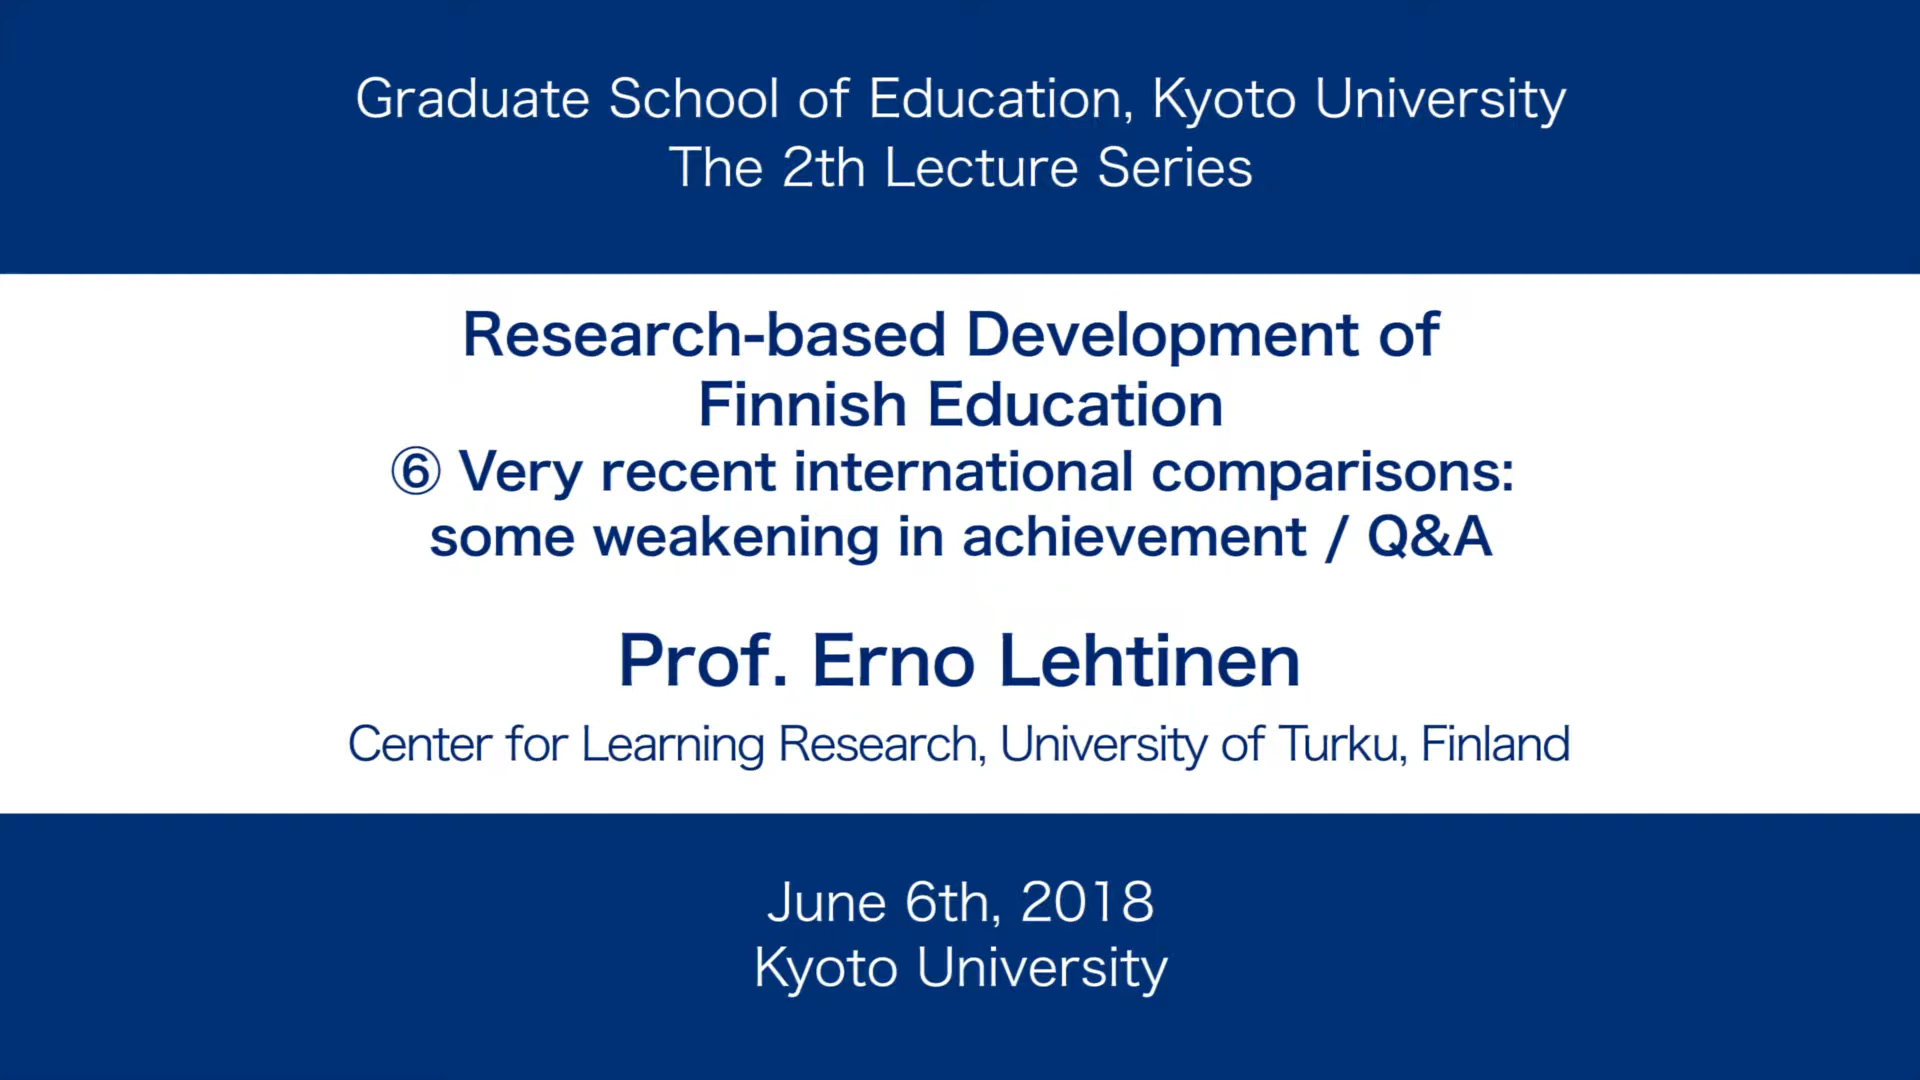 Graduate School of Education, Kyoto University
The 2th Lecture Series
Research-based Development of
Finnish Education
⑥ Very recent international comparisons:
some weakening in achievement / Q&A
Prof. Erno Lehtinen
Center for Learning Research, University of Turku, Finland
June 6th, 2018
Kyoto University